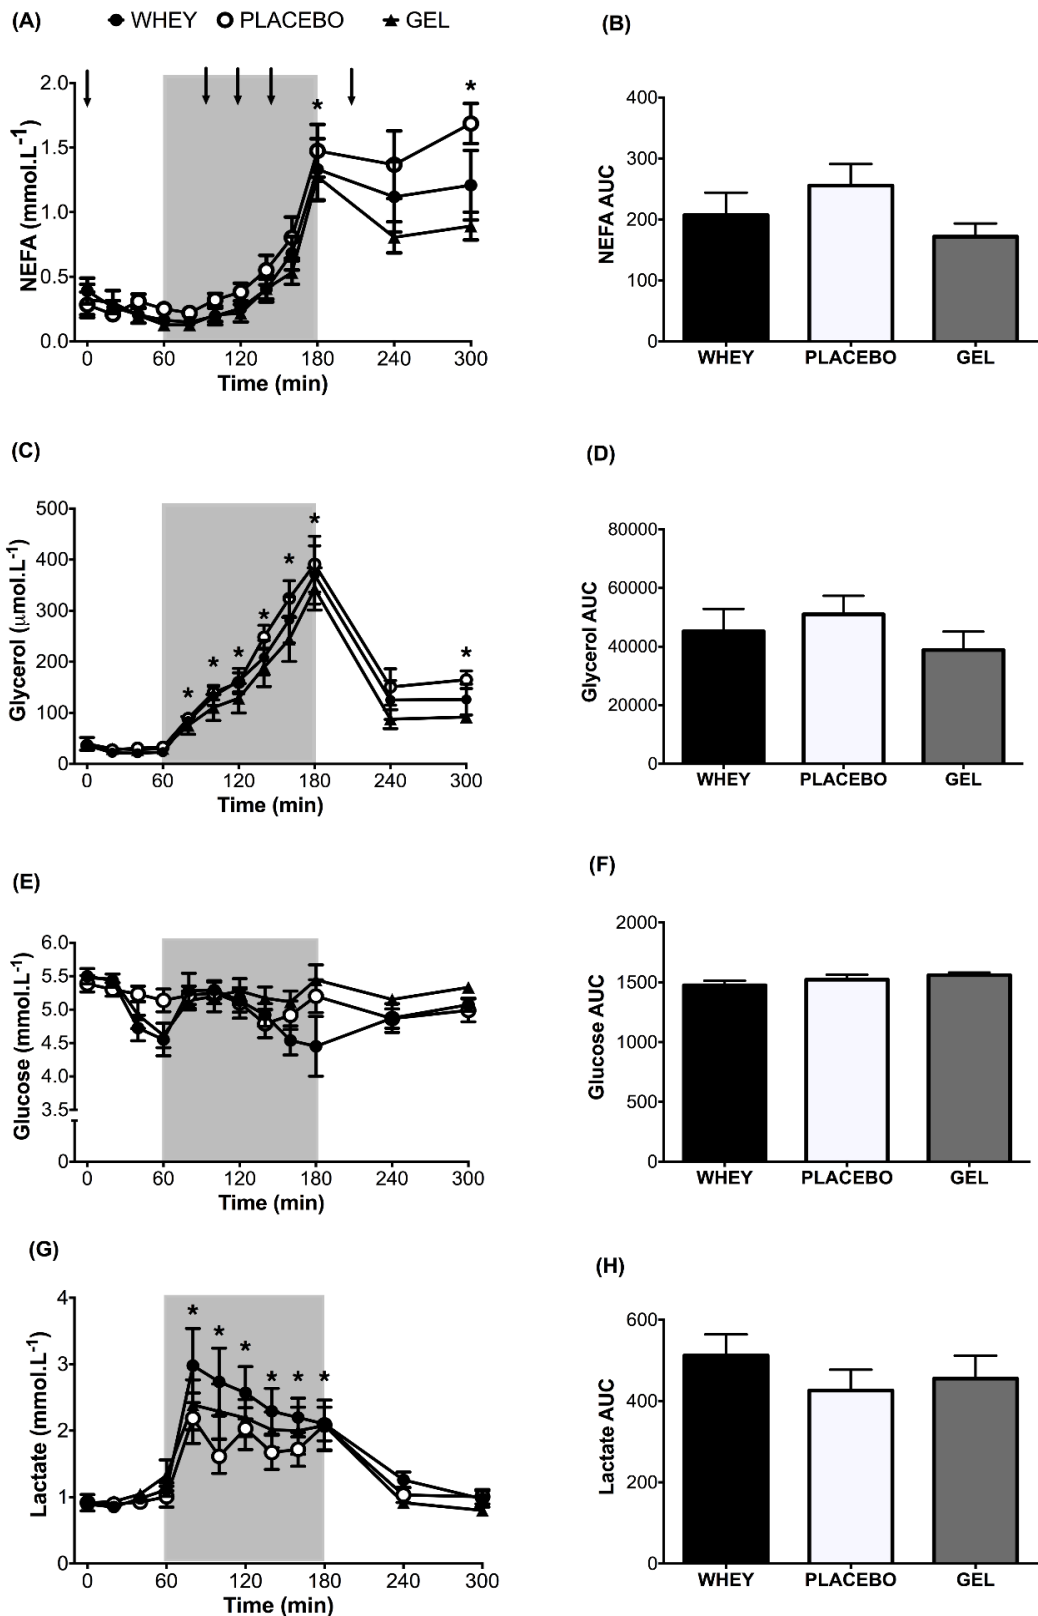 (A)
WHEY PLACEBO GEL
NEFA (mmol.L⁻¹)
2.0
1.5
1.0
0.5
0.0
* *
0 60 120 180 240 300
Time (min)
(B)
NEFA AUC
400
300
200
100
0
WHEY PLACEBO GEL
(C)
Glycerol (μmol.L⁻¹)
500
400
300
200
100
0
* * * * * * *
0 60 120 180 240 300
Time (min)
(D)
Glycerol AUC
80000
60000
40000
20000
0
WHEY PLACEBO GEL
(E)
Glucose (mmol.L⁻¹)
6.0
5.5
5.0
4.5
4.0
3.5
0
0 60 120 180 240 300
Time (min)
(F)
Glucose AUC
2000
1500
1000
500
0
WHEY PLACEBO GEL
(G)
Lactate (mmol.L⁻¹)
4
3
2
1
0
* * * * * *
0 60 120 180 240 300
Time (min)
(H)
Lactate AUC
600
400
200
0
WHEY PLACEBO GEL